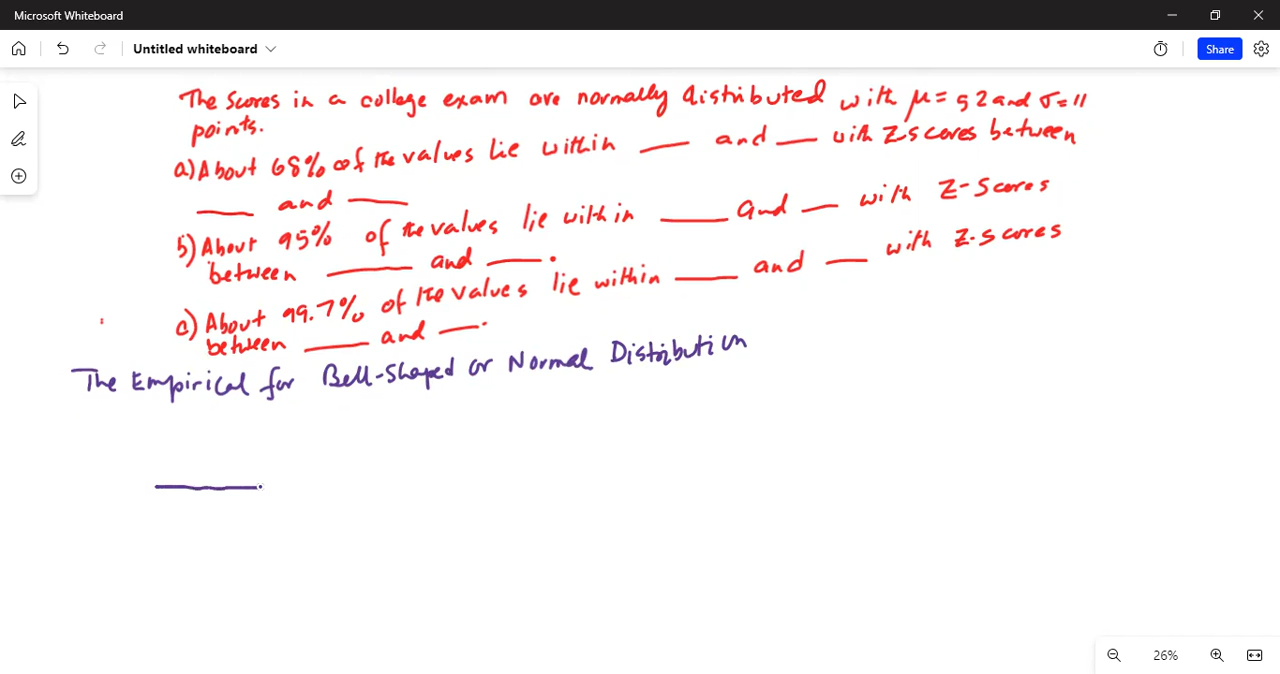 Microsoft Whiteboard
Untitled whiteboard
Share
The scores in a college exam are normally distributed with μ = 52 and σ = 11
points.
a) About 68% of the values lie within ___ and ___ with z-scores between
___ and ___
b) About 95% of the values lie within ___ and ___ with Z-Scores
between ___ and ___.
c) About 99.7% of the values lie within ___ and ___ with Z-scores
between ___ and ___.
The Empirical for Bell-Shaped or Normal Distribution
26%